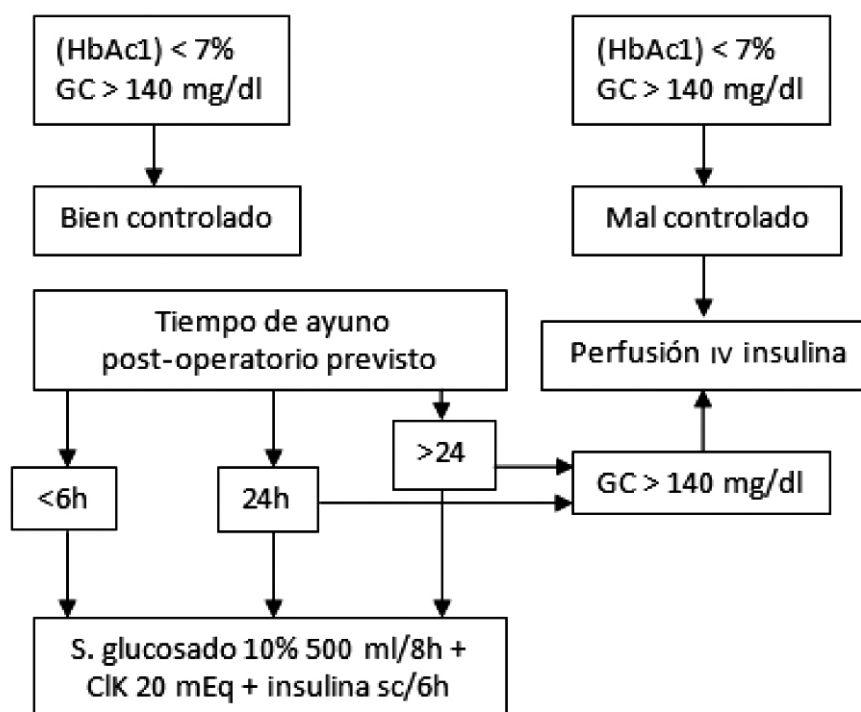 (HbAc1) < 7%
GC > 140 mg/dl
(HbAc1) < 7%
GC > 140 mg/dl
Bien controlado
Mal controlado
Tiempo de ayuno
post-operatorio previsto
Perfusión IV insulina
>24
<6h
24h
GC > 140 mg/dl
S. glucosado 10% 500 ml/8h +
ClK 20 mEq + insulina sc/6h